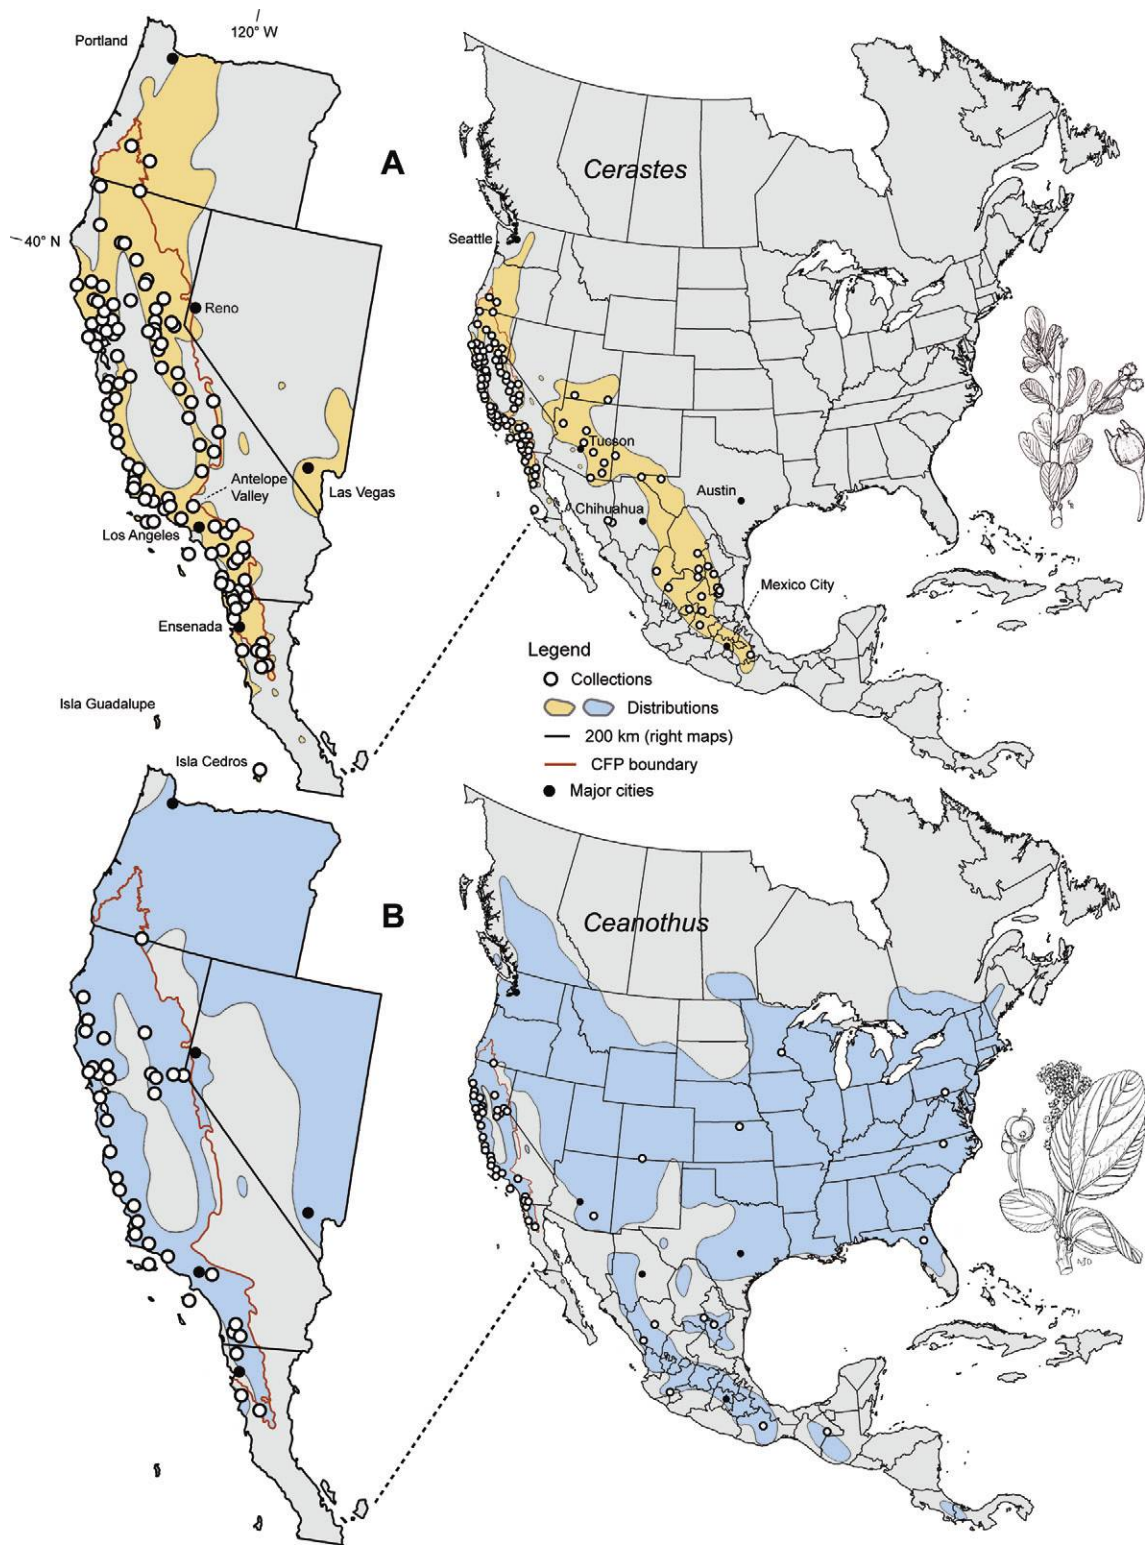 120° W
Portland
A
Cerastes
40° N
Seattle
Reno
Tucson
Antelope
Valley
Las Vegas
Austin
Chihuahua
Los Angeles
Mexico City
Ensenada
Legend
Collections
Distributions
200 km (right maps)
CFP boundary
Major cities
Isla Guadalupe
Isla Cedros
B
Ceanothus